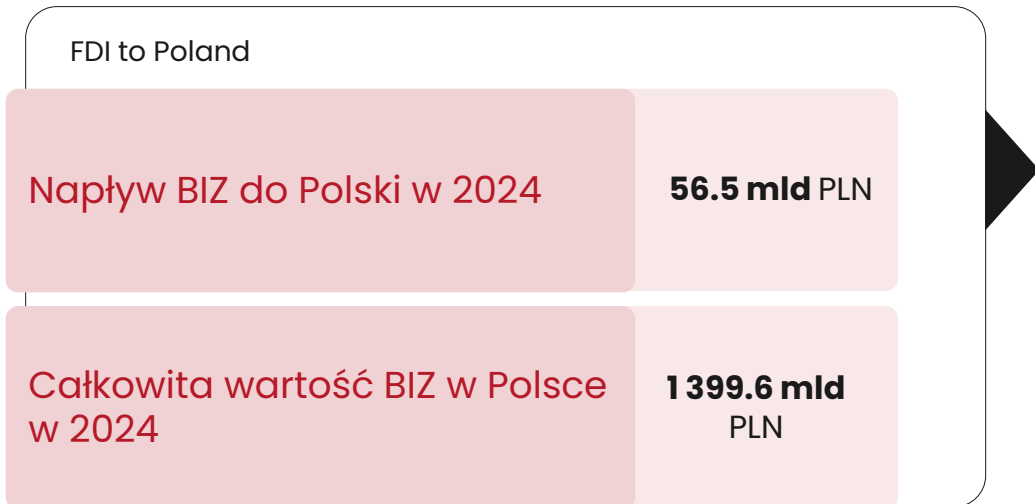 FDI to Poland
Napływ BIZ do Polski w 2024
56.5 mld PLN
Całkowita wartość BIZ w Polsce
w 2024
1 399.6 mld
PLN